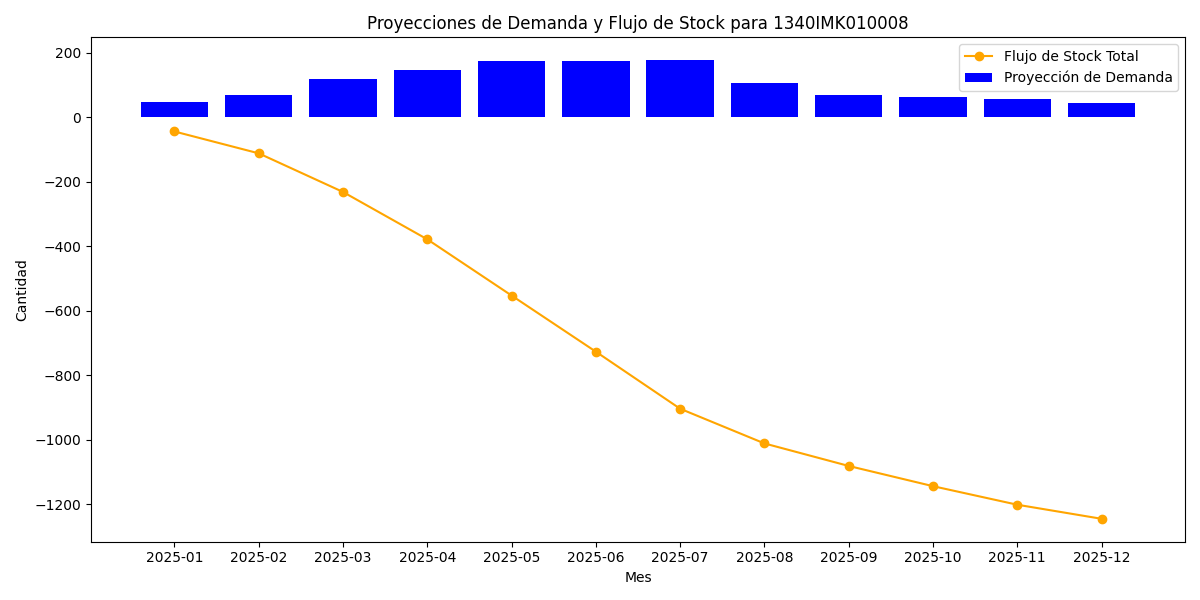 Proyecciones de Demanda y Flujo de Stock para 1340IMK010008
Flujo de Stock Total
Proyección de Demanda
Cantidad
200
0
−200
−400
−600
−800
−1000
−1200
2025-01 2025-02 2025-03 2025-04 2025-05 2025-06 2025-07 2025-08 2025-09 2025-10 2025-11 2025-12
Mes